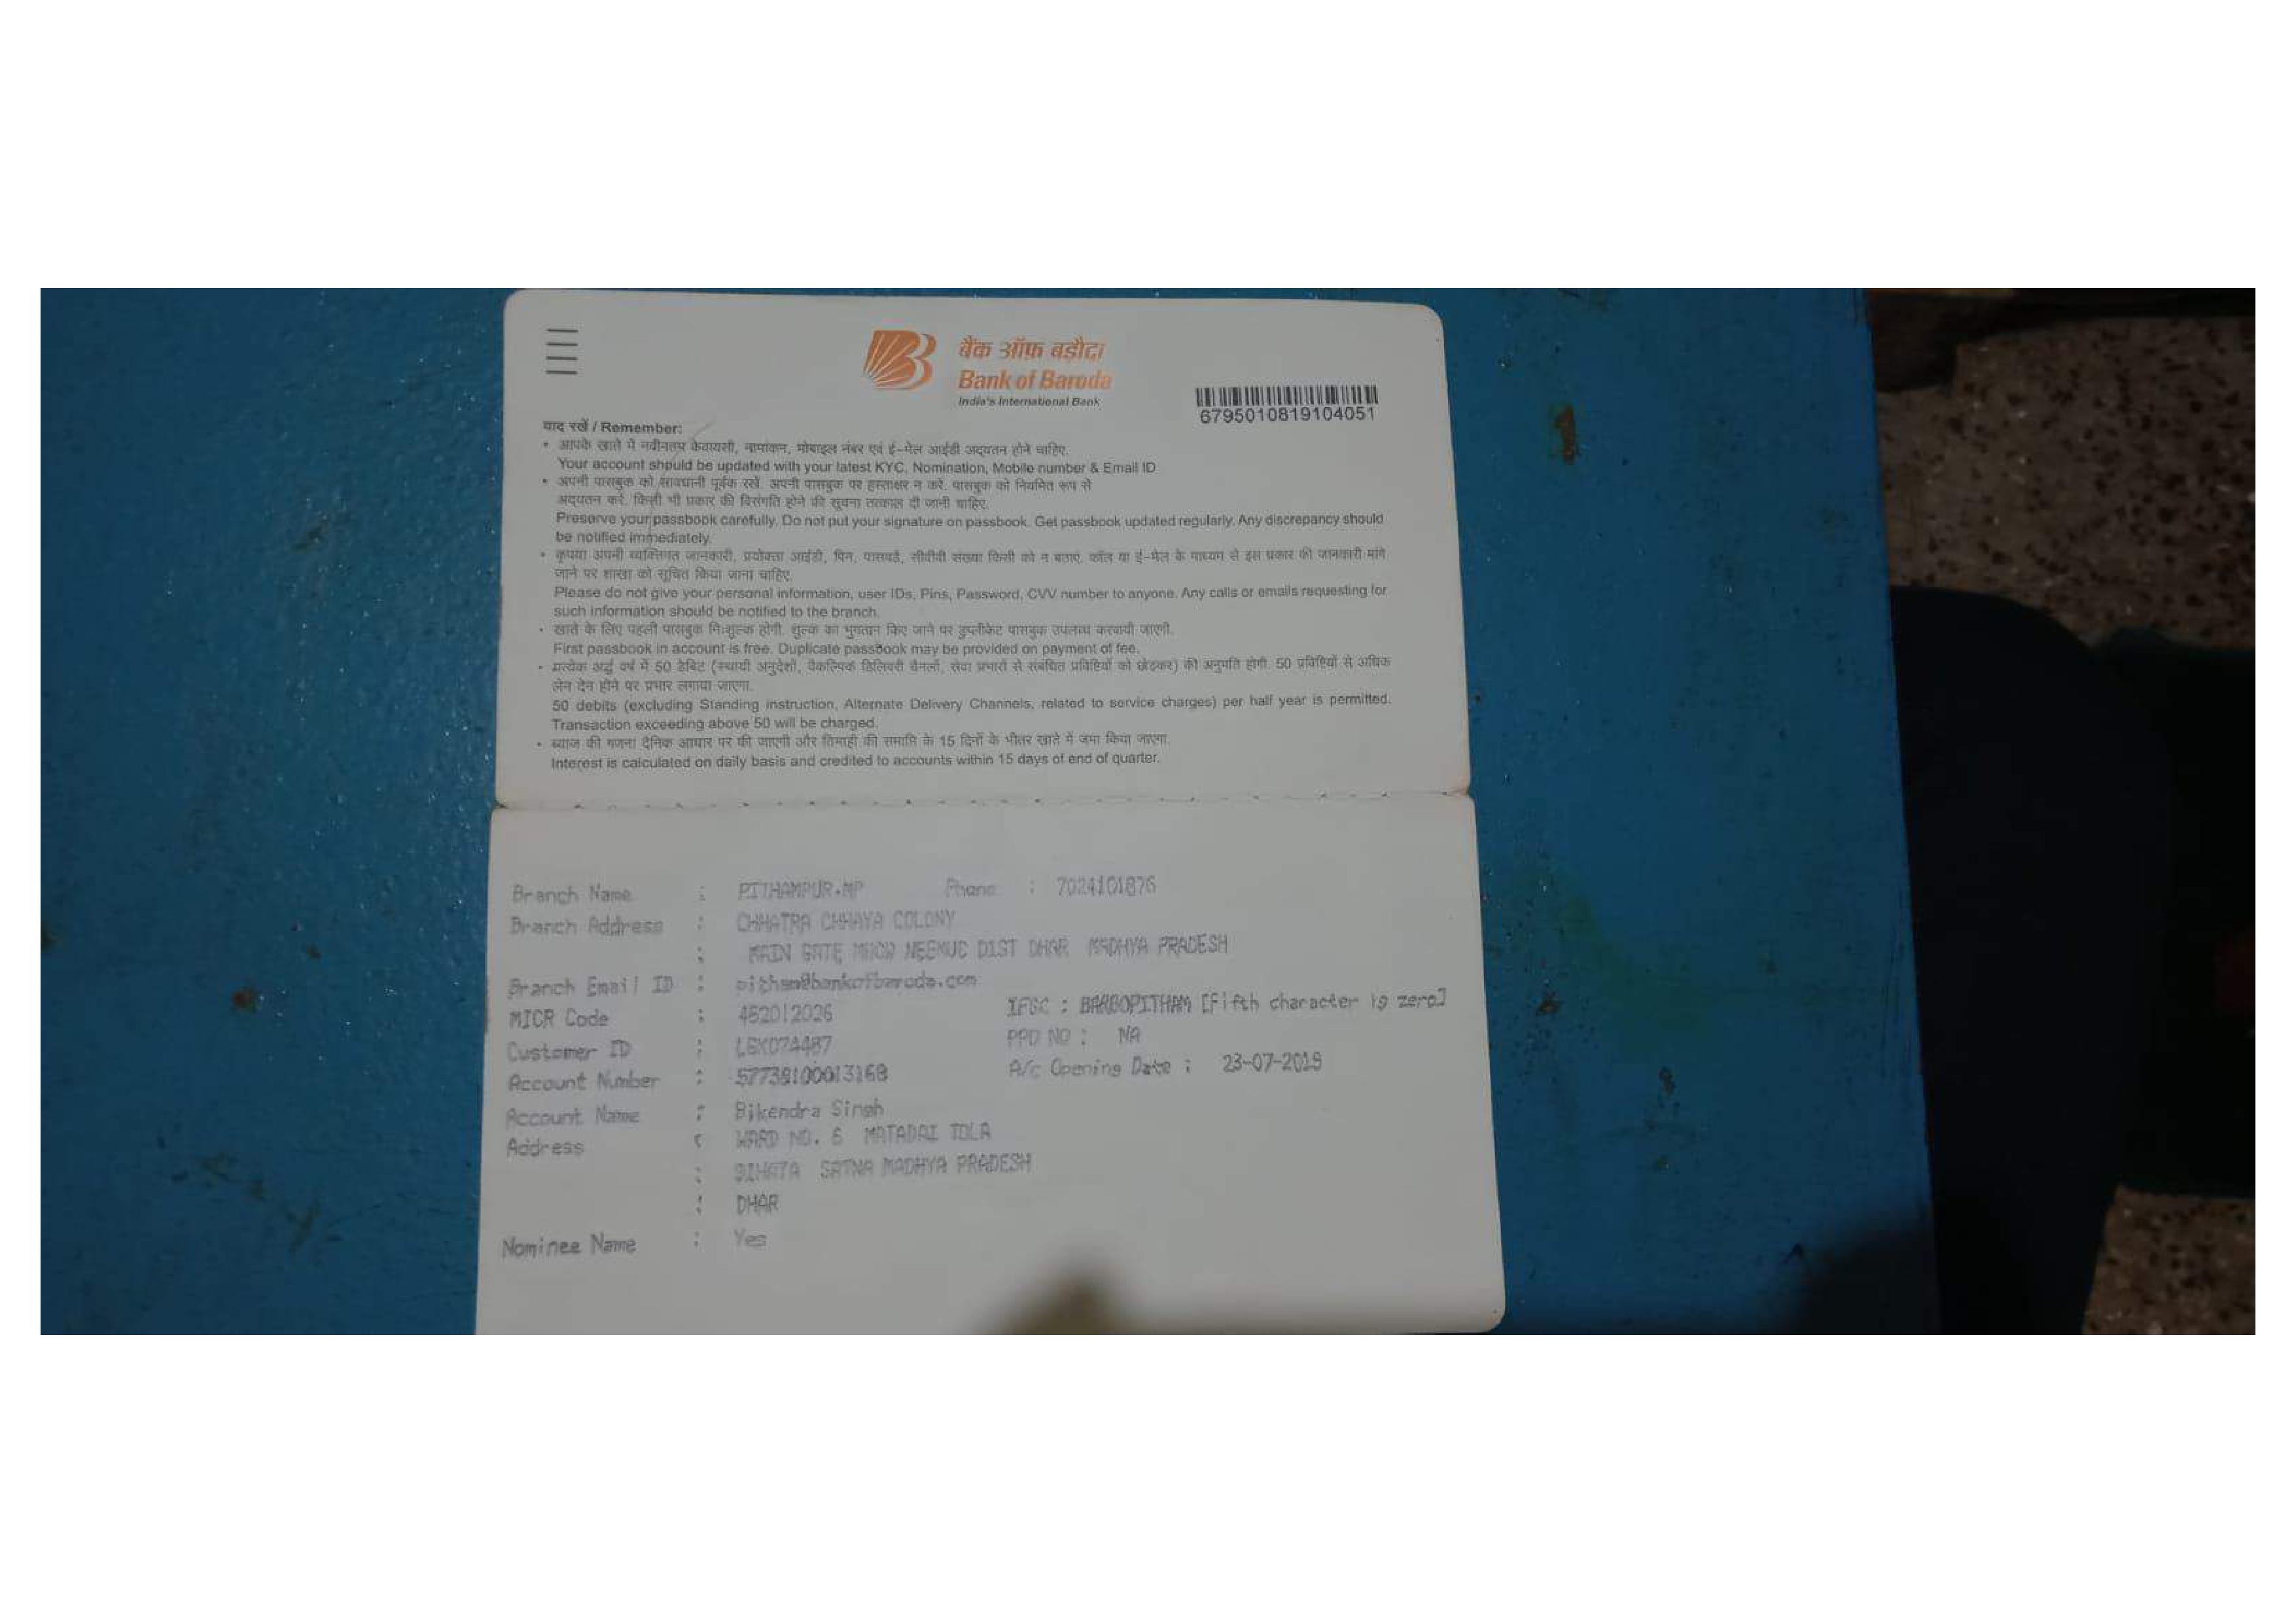 बैंक ऑफ़ बड़ौदा
Bank of Baroda
India's International Bank
6795010819104051
याद रखें / Remember:
• आपके खाते में नवीनतम केवायसी, नामांकन, मोबाइल नंबर एवं ई-मेल आईडी अद्यतन होने चाहिए.
Your account should be updated with your latest KYC, Nomination, Mobile number & Email ID
• अपनी पासबुक को सावधानी पूर्वक रखें. अपनी पासबुक पर हस्ताक्षर न करें. पासबुक को नियमित रूप से
अद्यतन करें. किसी भी प्रकार की विसंगति होने की सूचना तत्काल दी जानी चाहिए.
Preserve your passbook carefully. Do not put your signature on passbook. Get passbook updated regularly. Any discrepancy should
be notified immediately.
• कृपया अपनी व्यक्तिगत जानकारी, प्रयोक्ता आईडी, पिन, पासवर्ड, सीवीवी संख्या किसी को न बताएं. कॉल या ई-मेल के माध्यम से इस प्रकार की जानकारी मांगे
जाने पर शाखा को सूचित किया जाना चाहिए.
Please do not give your personal information, user IDs, Pins, Password, CVV number to anyone. Any calls or emails requesting for
such information should be notified to the branch.
• खाते के लिए पहली पासबुक निःशुल्क होगी. शुल्क का भुगतान किए जाने पर डुप्लीकेट पासबुक उपलब्ध करवायी जाएगी.
First passbook in account is free. Duplicate passbook may be provided on payment of fee.
• प्रत्येक अर्द्ध वर्ष में 50 डेबिट (स्थायी अनुदेशों, वैकल्पिक डिलिवरी चैनलों, सेवा प्रभारों से संबंधित प्रविष्टियों को छोड़कर) की अनुमति होगी. 50 प्रविष्टियों से अधिक
लेन देन होने पर प्रभार लगाया जाएगा.
50 debits (excluding Standing instruction, Alternate Delivery Channels, related to service charges) per half year is permitted.
Transaction exceeding above 50 will be charged.
• ब्याज की गणना दैनिक आधार पर की जाएगी और तिमाही की समाप्ति के 15 दिनों के भीतर खाते में जमा किया जाएगा.
Interest is calculated on daily basis and credited to accounts within 15 days of end of quarter.
Branch Name : PITHAMPUR,MP Phone : 7024101876
Branch Address : CHHATRA CHHAYA COLONY
: MAIN GATE MHOW NEEMUC DIST DHAR MADHYA PRADESH
Branch Email ID : pitham@bankofbaroda.com
MICR Code : 452012026 IFSC : BARB0PITHAM [Fifth character is zero]
Customer ID : PPO NO : NA
Account Number : A/c Opening Date : 23-07-2019
Account Name : Bikendra Singh
Address : WARD NO. 6 MATADAI TOLA
: SATNA MADHYA PRADESH
: DHAR
Nominee Name : Yes